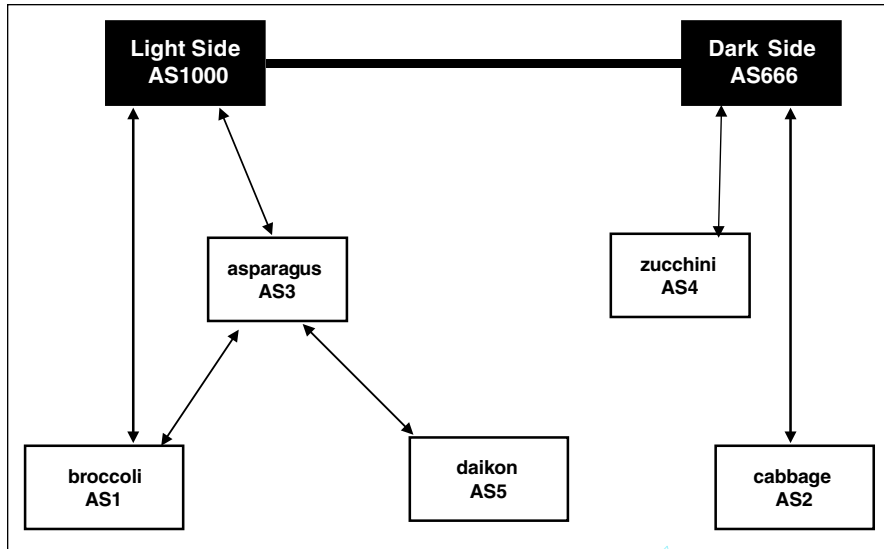 Light Side
AS1000
Dark Side
AS666
asparagus
AS3
zucchini
AS4
broccoli
AS1
daikon
AS5
cabbage
AS2